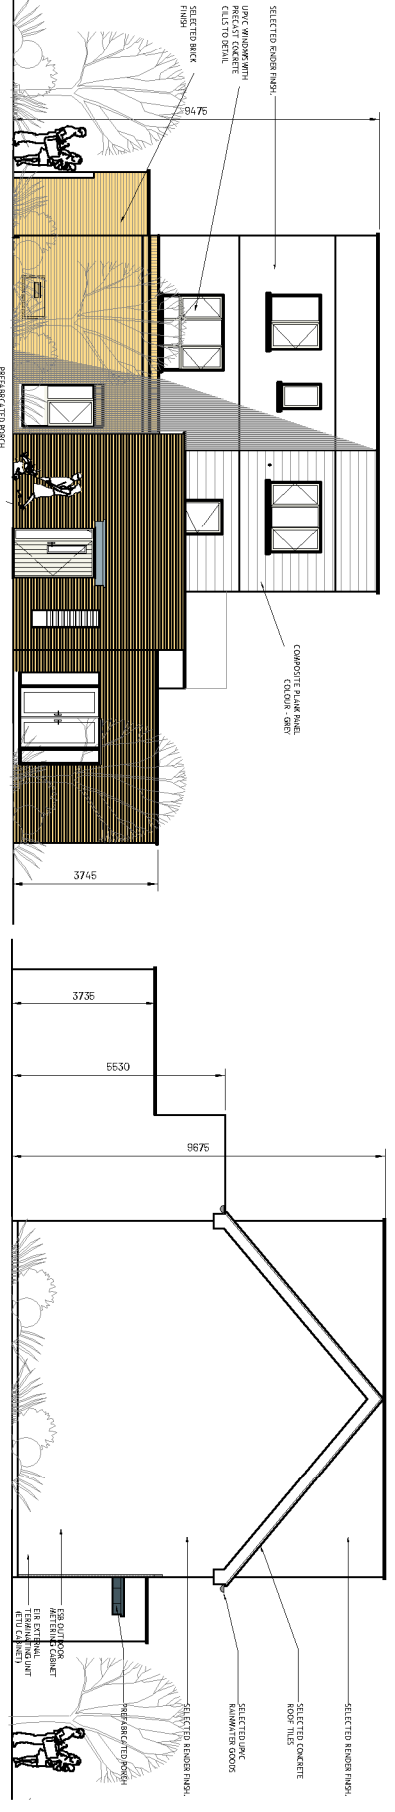 SELECTED RENDER FINISH.
UPVC WINDOWS WITH
PRECAST CONCRETE
CILLS TO DETAIL
SELECTED BRICK
FINISH
9475
PREFABRICATED PORCH
COMPOSITE PLANK PANEL
COLOUR - GREY
3745
3735
5530
9675
SELECTED RENDER FINISH.
SELECTED CONCRETE
ROOF TILES
SELECTED UPVC
RAINWATER GOODS
SELECTED RENDER FINISH.
PREFABRICATED PORCH
ESB OUTDOOR
METERING CABINET
EIR EXTERNAL
TERMINATING UNIT
(ETU CABINET)